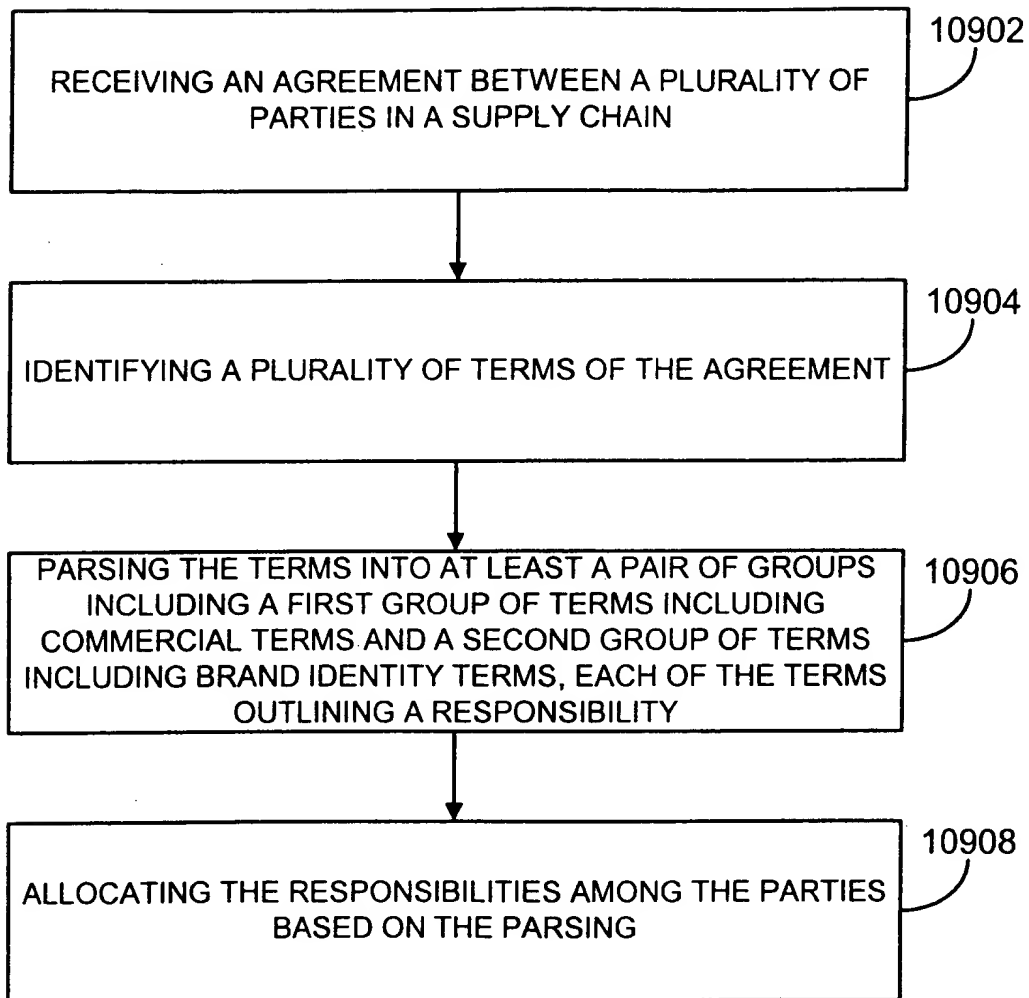 10902
RECEIVING AN AGREEMENT BETWEEN A PLURALITY OF
PARTIES IN A SUPPLY CHAIN
10904
IDENTIFYING A PLURALITY OF TERMS OF THE AGREEMENT
10906
PARSING THE TERMS INTO AT LEAST A PAIR OF GROUPS
INCLUDING A FIRST GROUP OF TERMS INCLUDING
COMMERCIAL TERMS AND A SECOND GROUP OF TERMS
INCLUDING BRAND IDENTITY TERMS, EACH OF THE TERMS
OUTLINING A RESPONSIBILITY
10908
ALLOCATING THE RESPONSIBILITIES AMONG THE PARTIES
BASED ON THE PARSING